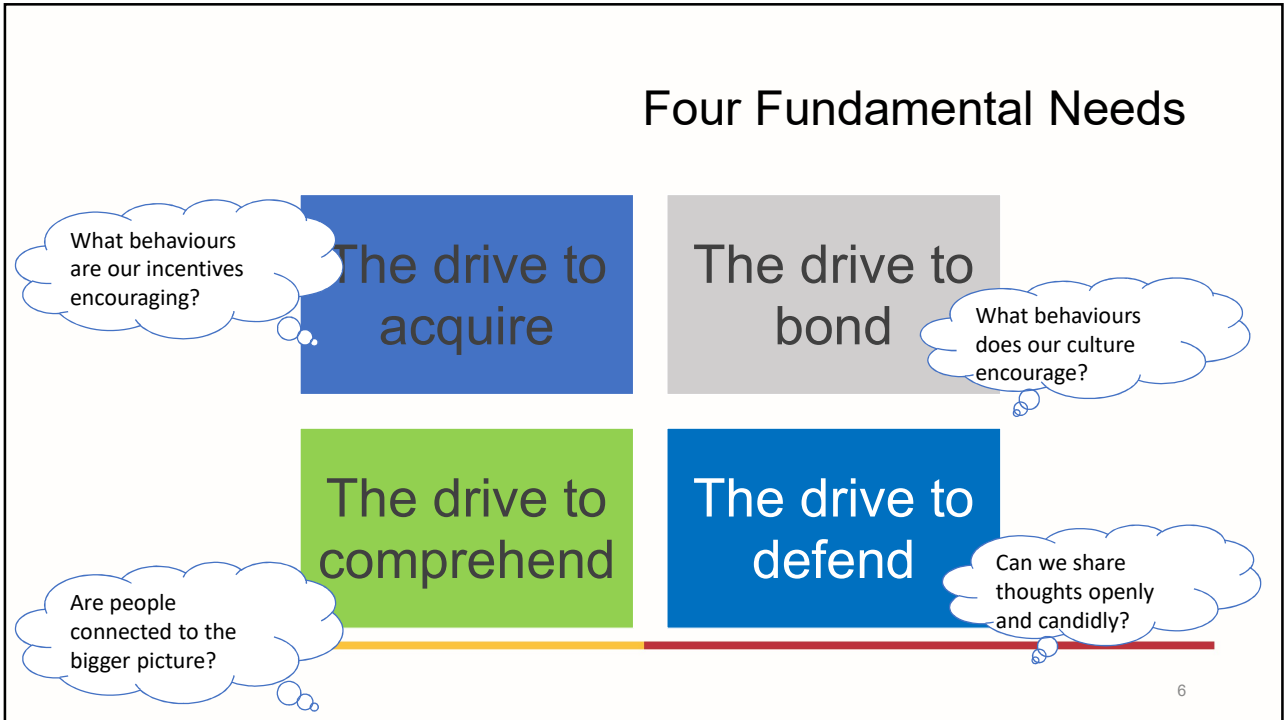 Four Fundamental Needs
What behaviours
are our incentives
encouraging?
The drive to
acquire
The drive to
bond
What behaviours
does our culture
encourage?
The drive to
comprehend
Are people
connected to the
bigger picture?
The drive to
defend
Can we share
thoughts openly
and candidly?
6